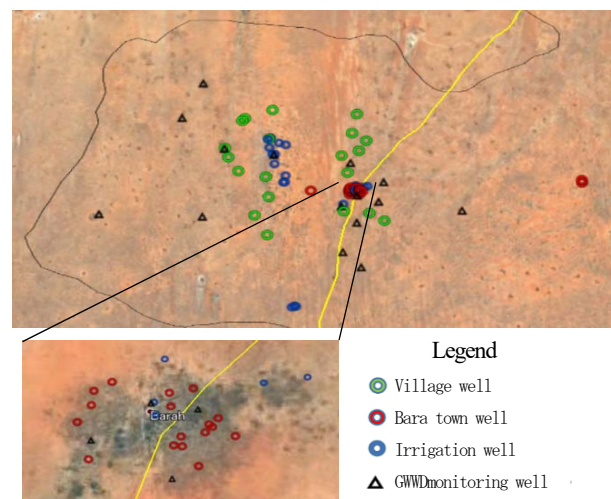 Barah
Legend
Village well
Bara town well
Irrigation well
GWWDmonitoring well